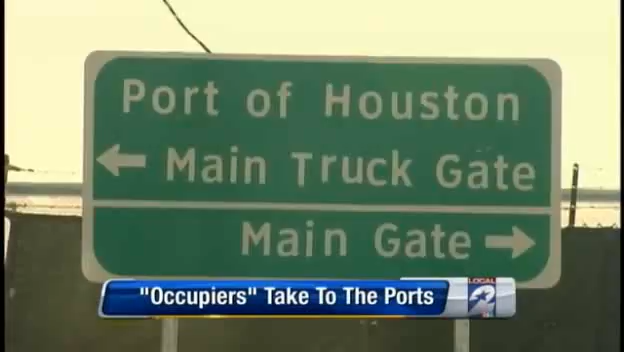 Port of Houston
← Main Truck Gate
Main Gate →
"Occupiers" Take To The Ports
LOCAL
2